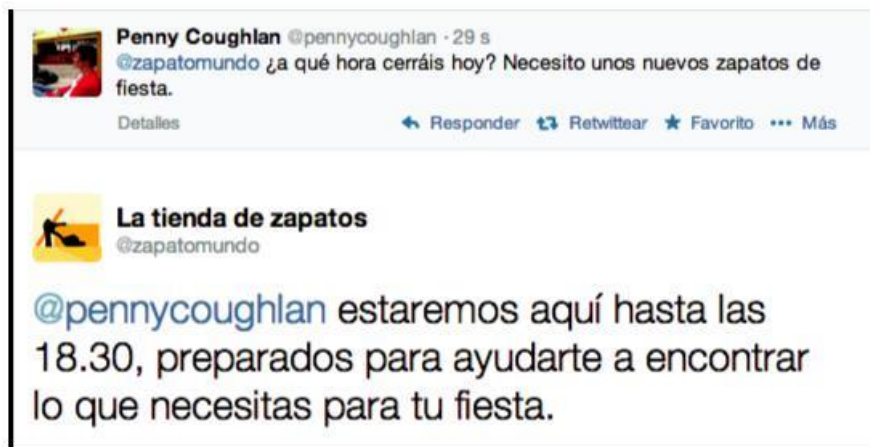 Penny Coughlan @pennycoughlan · 29 s
@zapatomundo ¿a qué hora cerráis hoy? Necesito unos nuevos zapatos de
fiesta.
Detalles Responder Retwittear Favorito Más
La tienda de zapatos
@zapatomundo
@pennycoughlan estaremos aquí hasta las
18.30, preparados para ayudarte a encontrar
lo que necesitas para tu fiesta.